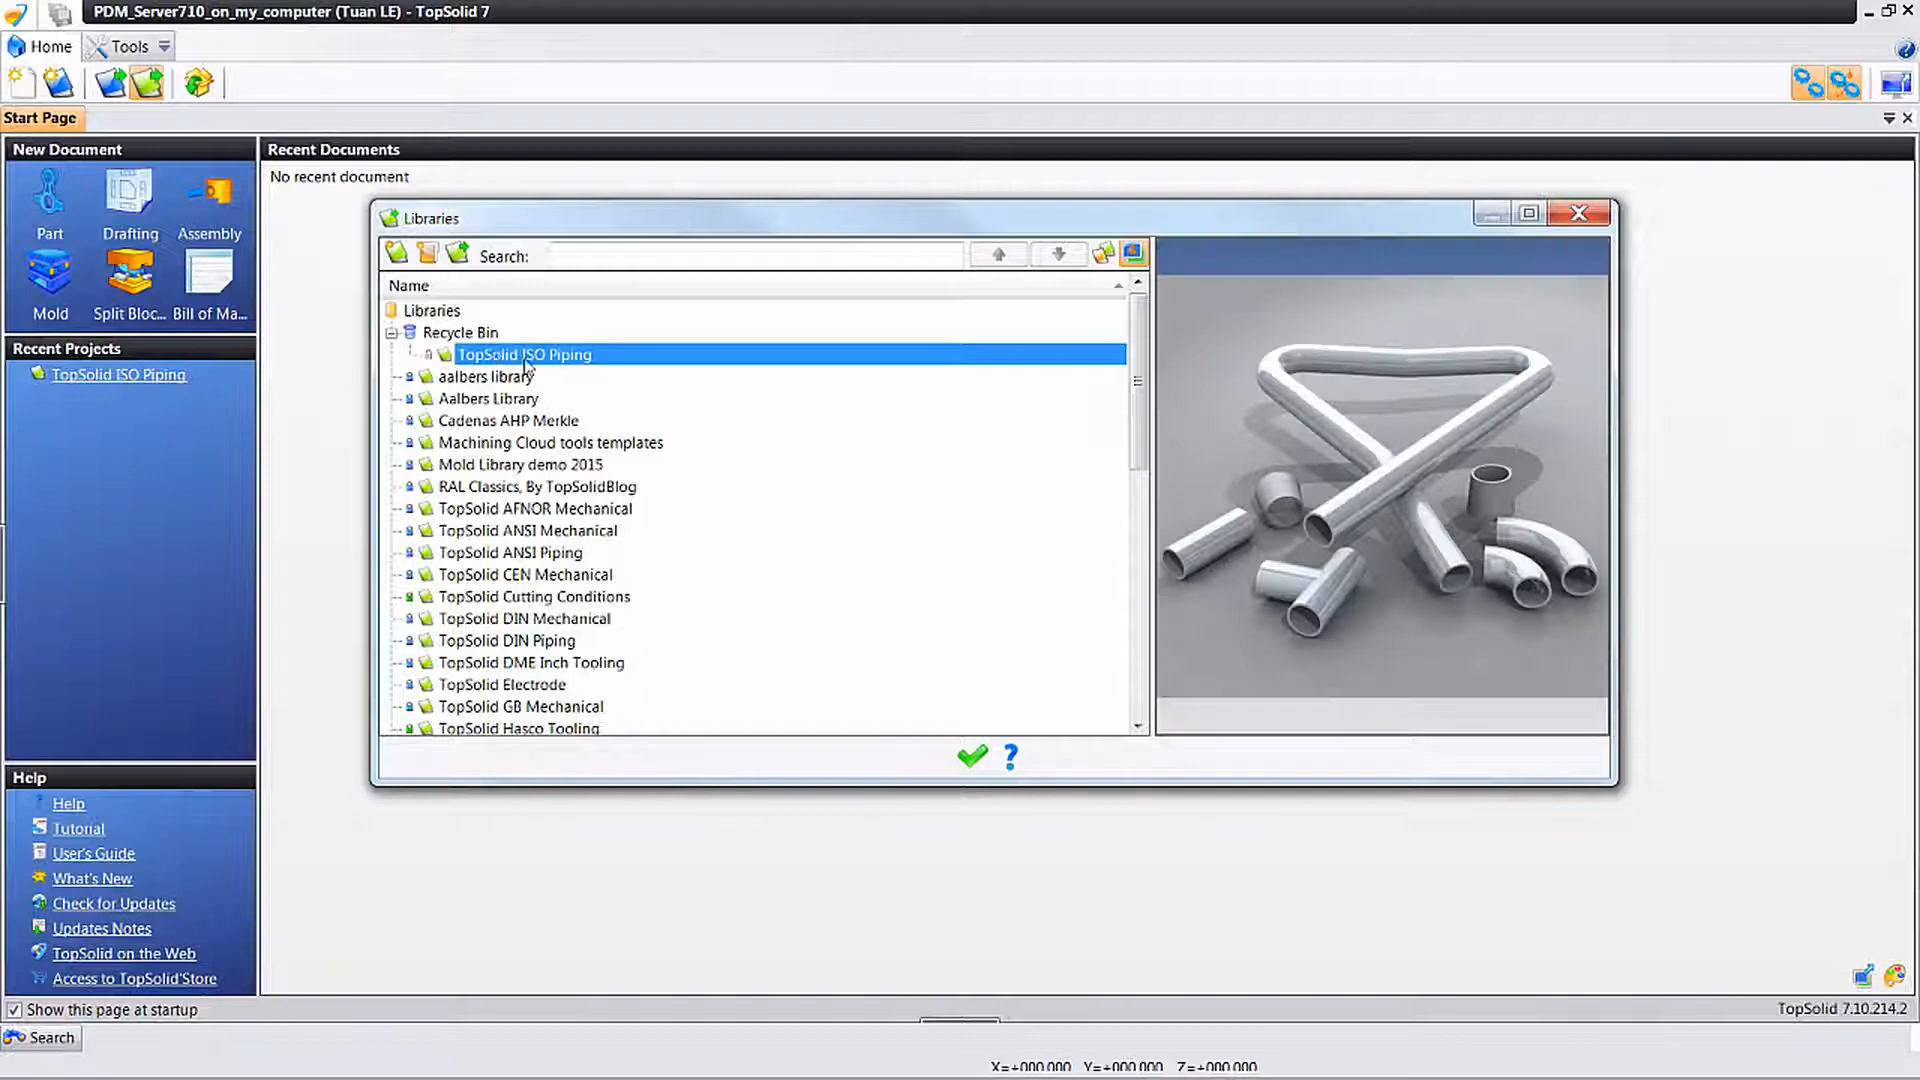 PDM_Server710_on_my_computer (Tuan LE) - TopSolid 7
Home
Tools
Start Page
New Document
Part
Drafting
Assembly
Mold
Split Bloc...
Bill of Ma...
Recent Projects
TopSolid ISO Piping
Help
Help
Tutorial
User's Guide
What's New
Check for Updates
Updates Notes
TopSolid on the Web
Access to TopSolid'Store
Recent Documents
No recent document
Libraries
Search:
Name
Libraries
Recycle Bin
TopSolid ISO Piping
aalbers library
Aalbers Library
Cadenas AHP Merkle
Machining Cloud tools templates
Mold Library demo 2015
RAL Classics, By TopSolidBlog
TopSolid AFNOR Mechanical
TopSolid ANSI Mechanical
TopSolid ANSI Piping
TopSolid CEN Mechanical
TopSolid Cutting Conditions
TopSolid DIN Mechanical
TopSolid DIN Piping
TopSolid DME Inch Tooling
TopSolid Electrode
TopSolid GB Mechanical
TopSolid Hasco Tooling
Show this page at startup
TopSolid 7.10.214.2
Search
X=+000.000 Y=+000.000 Z=+000.000